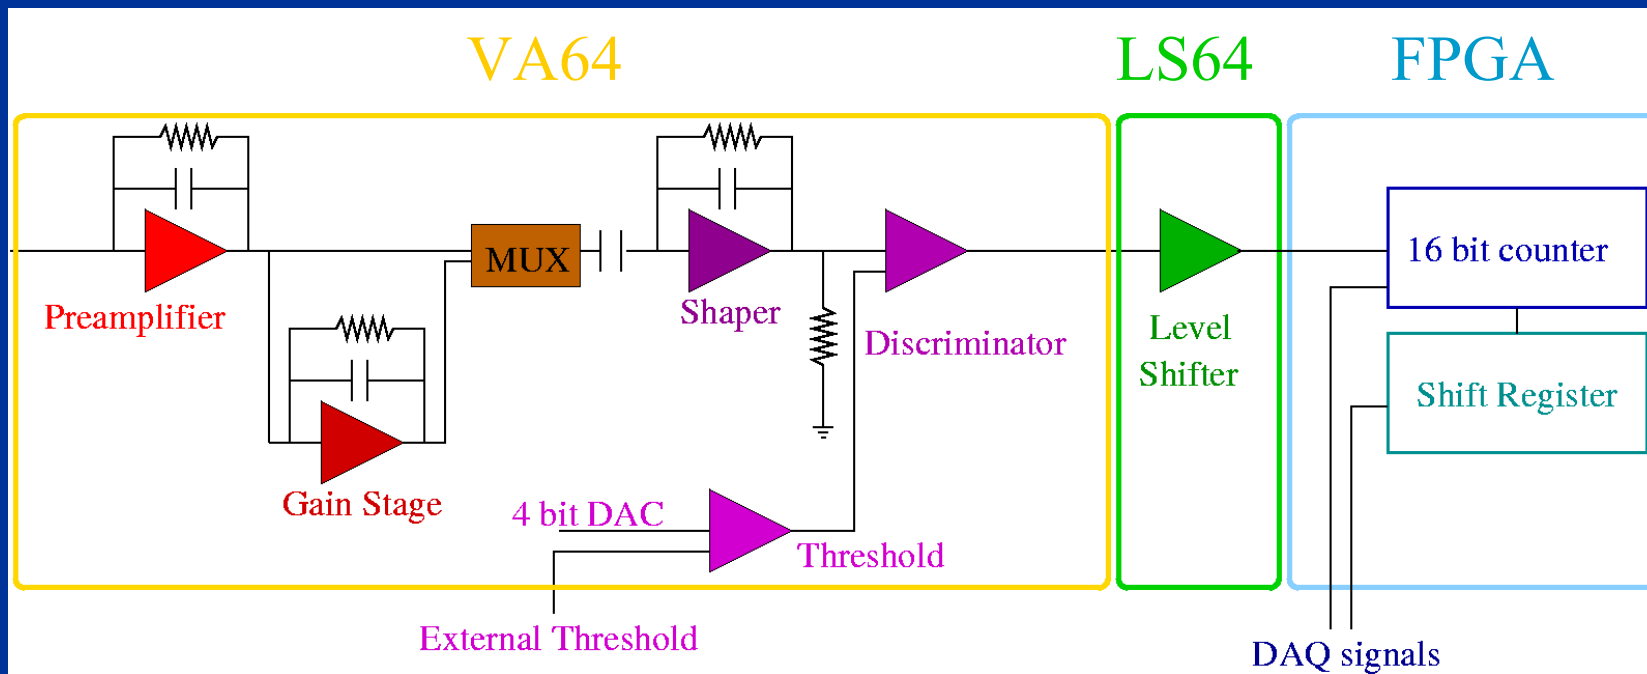 VA64
LS64
FPGA
MUX
16 bit counter
Preamplifier
Shaper
Discriminator
Level
Shifter
Shift Register
Gain Stage
4 bit DAC
Threshold
External Threshold
DAQ signals